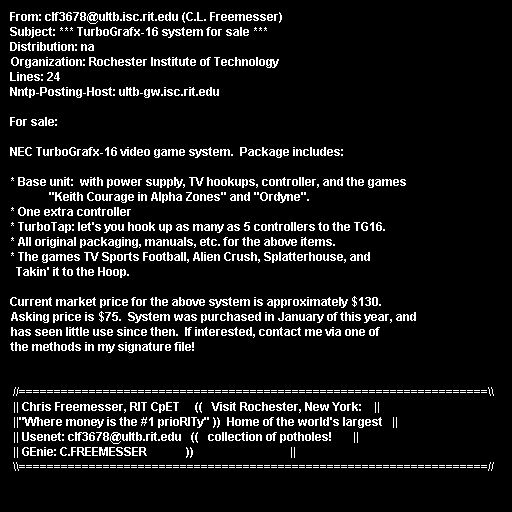 From: clf3678@ultb.isc.rit.edu (C.L. Freemesser)
Subject: *** TurboGrafx-16 system for sale ***
Distribution: na
Organization: Rochester Institute of Technology
Lines: 24
Nntp-Posting-Host: ultb-gw.isc.rit.edu

For sale:

NEC TurboGrafx-16 video game system.  Package includes:

* Base unit:  with power supply, TV hookups, controller, and the games
"Keith Courage in Alpha Zones" and "Ordyne".
* One extra controller
* TurboTap: let's you hook up as many as 5 controllers to the TG16.
* All original packaging, manuals, etc. for the above items.
* The games TV Sports Football, Alien Crush, Splatterhouse, and
Takin' it to the Hoop.

Current market price for the above system is approximately $130.
Asking price is $75.  System was purchased in January of this year, and
has seen little use since then.  If interested, contact me via one of
the methods in my signature file!

//===================================================================\\
|| Chris Freemesser, RIT CpET     ((   Visit Rochester, New York:    ||
||"Where money is the #1 prioRITy" ))  Home of the world's largest   ||
|| Usenet: clf3678@ultb.rit.edu   ((   collection of potholes!       ||
|| GEnie: C.FREEMESSER            ))                                 ||
\\===================================================================//